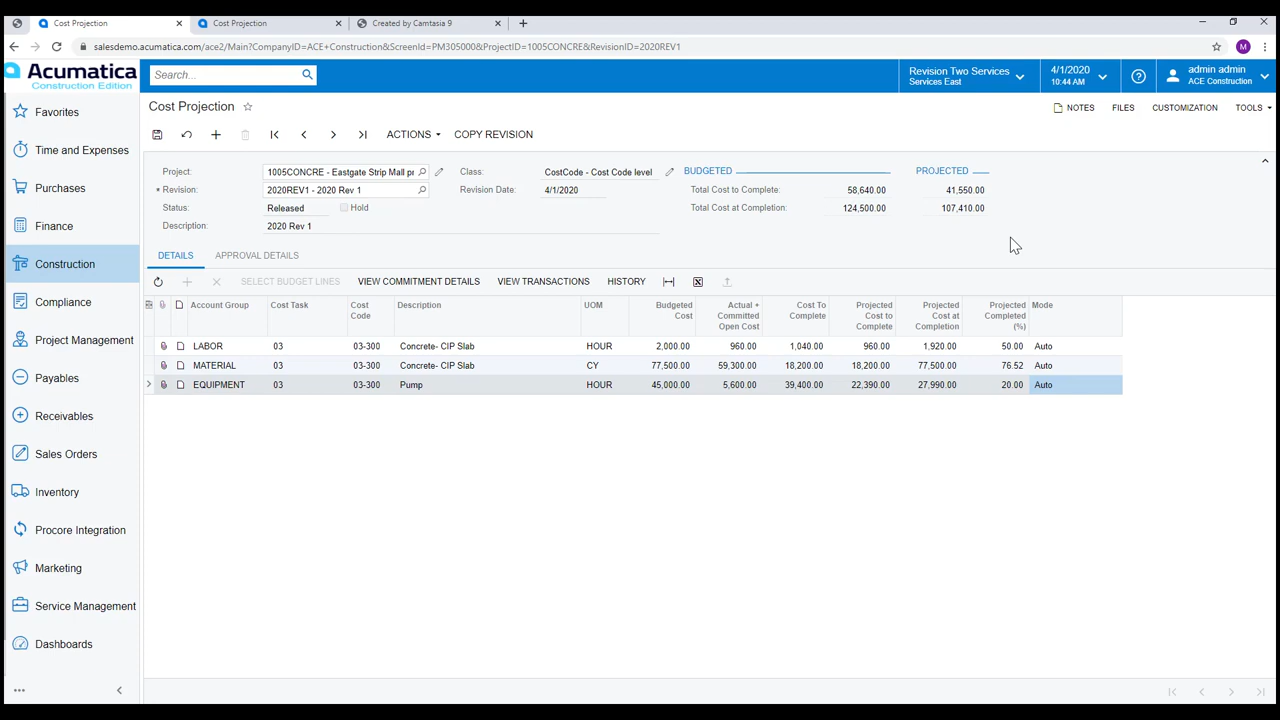 Cost Projection
Cost Projection
Created by Camtasia 9
salesdemo.acumatica.com/ace2/Main?CompanyID=ACE+Construction&ScreenId=PM305000&ProjectID=1005CONCRE&RevisionID=2020REV1
M
Acumatica
Construction Edition
Search...
Revision Two Services
Services East
4/1/2020
10:44 AM
admin admin
ACE Construction
Favorites
Time and Expenses
Purchases
Finance
Construction
Compliance
Project Management
Payables
Receivables
Sales Orders
Inventory
Procore Integration
Marketing
Service Management
Dashboards
Cost Projection
NOTES FILES CUSTOMIZATION TOOLS
ACTIONS COPY REVISION
Project: 1005CONCRE - Eastgate Strip Mall pr Class: CostCode - Cost Code level BUDGETED PROJECTED
* Revision: 2020REV1 - 2020 Rev 1 Revision Date: 4/1/2020 Total Cost to Complete: 58,640.00 41,550.00
Status: Released Hold Total Cost at Completion: 124,500.00 107,410.00
Description: 2020 Rev 1
DETAILS APPROVAL DETAILS
SELECT BUDGET LINES VIEW COMMITMENT DETAILS VIEW TRANSACTIONS HISTORY
Account Group Cost Task Cost Code Description UOM Budgeted Cost Actual + Committed Open Cost Cost To Complete Projected Cost to Complete Projected Cost at Completion Projected Completed (%) Mode
LABOR 03 03-300 Concrete- CIP Slab HOUR 2,000.00 960.00 1,040.00 960.00 1,920.00 50.00 Auto
MATERIAL 03 03-300 Concrete- CIP Slab CY 77,500.00 59,300.00 18,200.00 18,200.00 77,500.00 76.52 Auto
EQUIPMENT 03 03-300 Pump HOUR 45,000.00 5,600.00 39,400.00 22,390.00 27,990.00 20.00 Auto